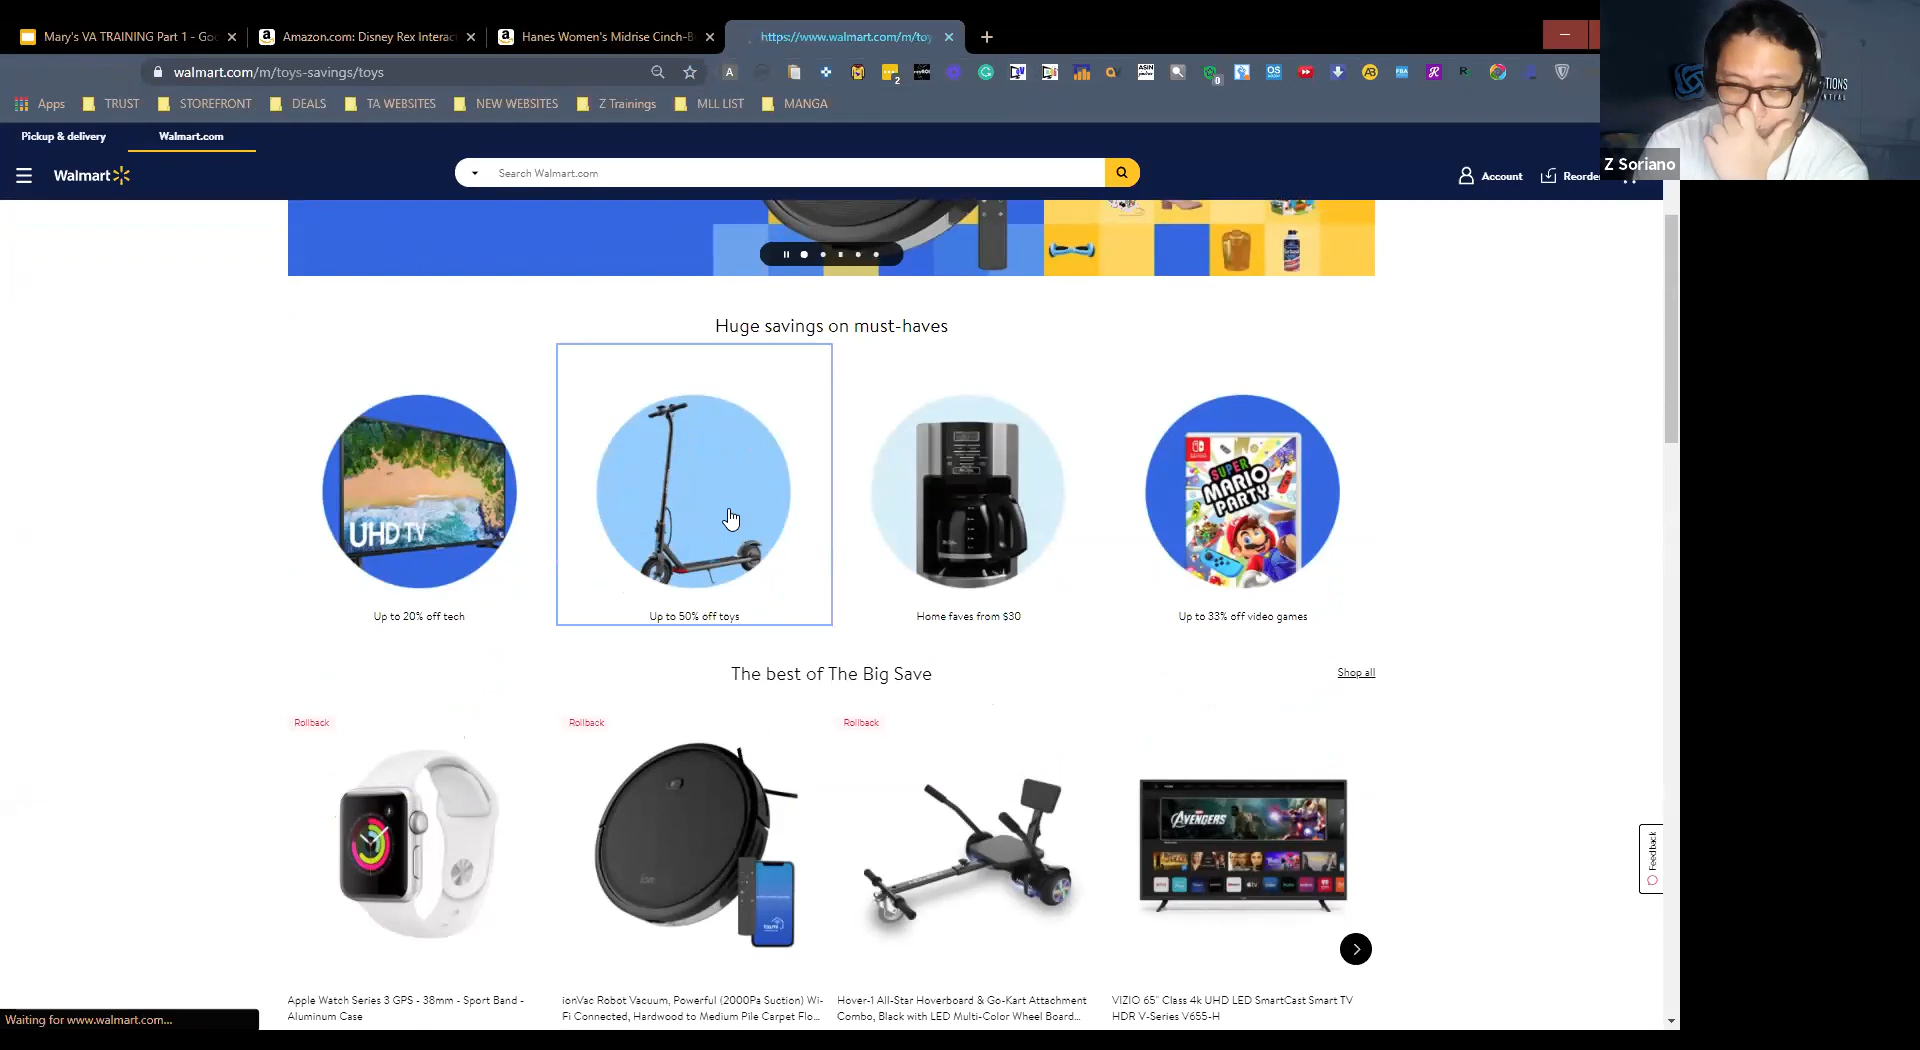 Mary's VA TRAINING Part 1 - Goo
Amazon.com: Disney Rex Interac
Hanes Women's Midrise Cinch-B
https://www.walmart.com/m/toy
walmart.com/m/toys-savings/toys
Apps
TRUST
STOREFRONT
DEALS
TA WEBSITES
NEW WEBSITES
Z Trainings
MLL LIST
MANGA
Z Soriano
Pickup & delivery
Walmart.com
Walmart
Search Walmart.com
Account
Reorder
Huge savings on must-haves
UHD TV
SUPER
MARIO
PARTY
Up to 20% off tech
Up to 50% off toys
Home faves from $30
Up to 33% off video games
The best of The Big Save
Shop all
Rollback
Rollback
Rollback
AVENGERS
Feedback
Apple Watch Series 3 GPS - 38mm - Sport Band -
Aluminum Case
ionVac Robot Vacuum, Powerful (2000Pa Suction) Wi-
Fi Connected, Hardwood to Medium Pile Carpet Flo...
Hover-1 All-Star Hoverboard & Go-Kart Attachment
Combo, Black with LED Multi-Color Wheel Board...
VIZIO 65" Class 4k UHD LED SmartCast Smart TV
HDR V-Series V655-H
Waiting for www.walmart.com...